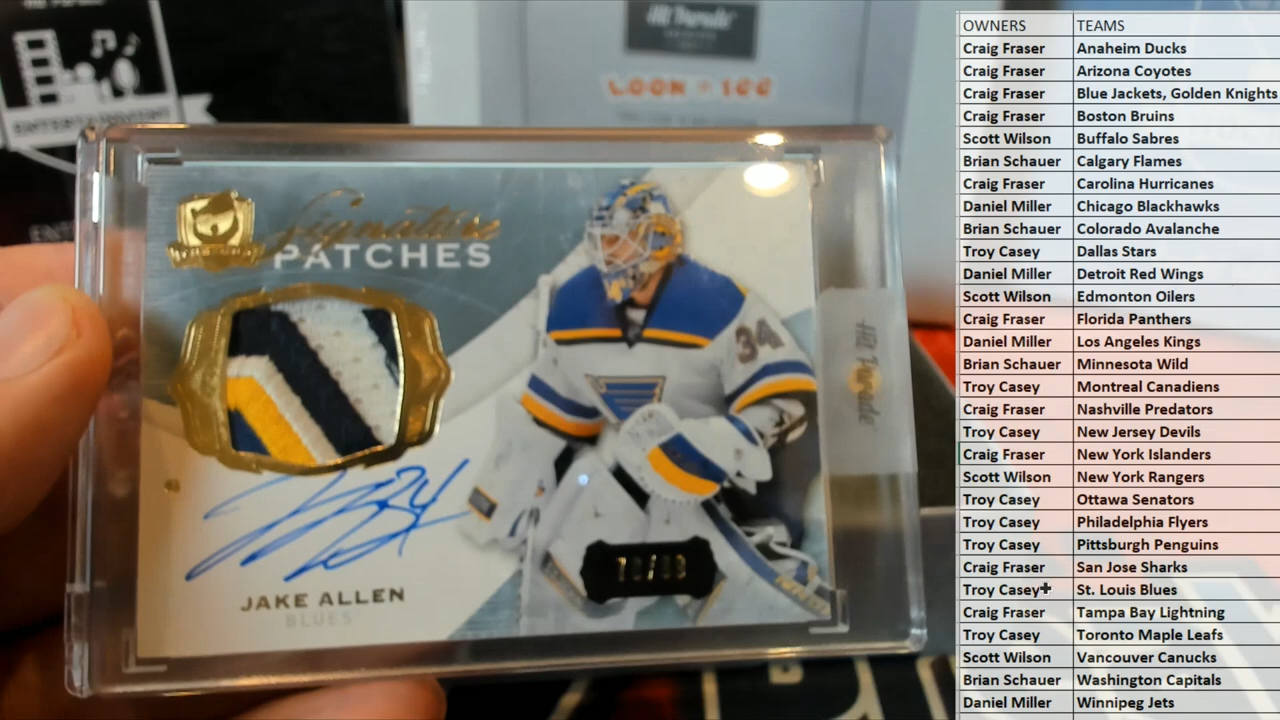 ENTERTAINMENT
Hit Parade
Signature
PATCHES
34
Hit Parade
34
JAKE ALLEN
BLUES
OWNERS TEAMS
Craig Fraser Anaheim Ducks
Craig Fraser Arizona Coyotes
Craig Fraser Blue Jackets, Golden Knights
Craig Fraser Boston Bruins
Scott Wilson Buffalo Sabres
Brian Schauer Calgary Flames
Craig Fraser Carolina Hurricanes
Daniel Miller Chicago Blackhawks
Brian Schauer Colorado Avalanche
Troy Casey Dallas Stars
Daniel Miller Detroit Red Wings
Scott Wilson Edmonton Oilers
Craig Fraser Florida Panthers
Daniel Miller Los Angeles Kings
Brian Schauer Minnesota Wild
Troy Casey Montreal Canadiens
Craig Fraser Nashville Predators
Troy Casey New Jersey Devils
Craig Fraser New York Islanders
Scott Wilson New York Rangers
Troy Casey Ottawa Senators
Troy Casey Philadelphia Flyers
Troy Casey Pittsburgh Penguins
Craig Fraser San Jose Sharks
Troy Casey St. Louis Blues
Craig Fraser Tampa Bay Lightning
Troy Casey Toronto Maple Leafs
Scott Wilson Vancouver Canucks
Brian Schauer Washington Capitals
Daniel Miller Winnipeg Jets